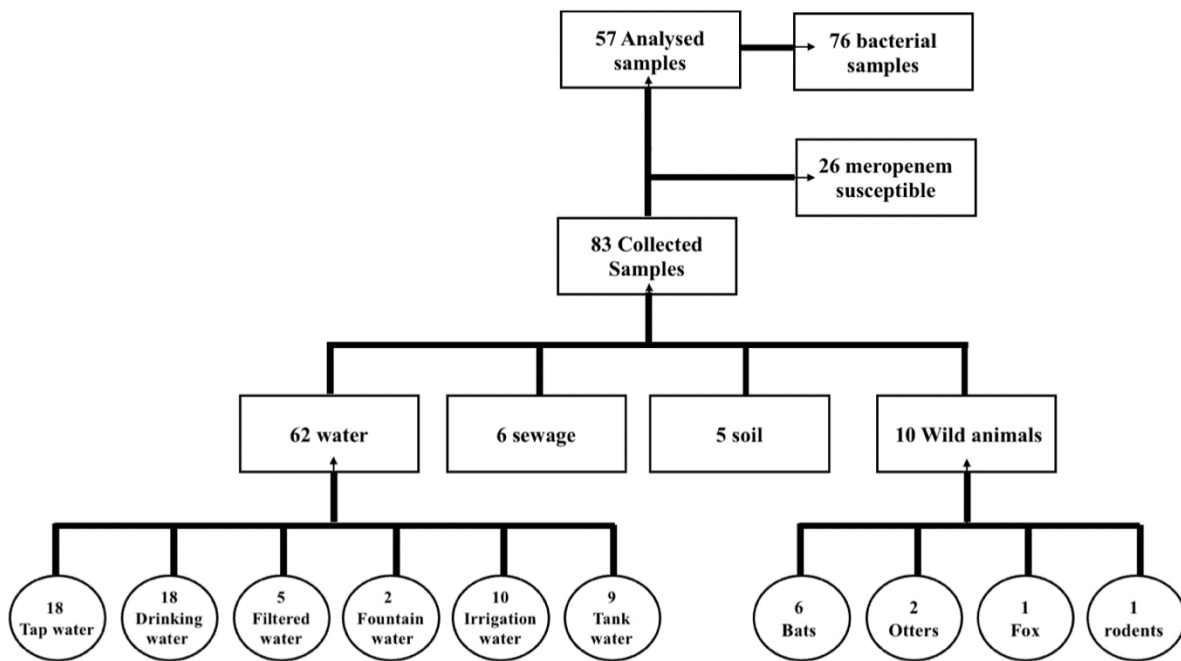 57 Analysed
samples
76 bacterial
samples
26 meropenem
susceptible
83 Collected
Samples
62 water
6 sewage
5 soil
10 Wild animals
18
Tap water
18
Drinking
water
5
Filtered
water
2
Fountain
water
10
Irrigation
water
9
Tank
water
6
Bats
2
Otters
1
Fox
1
rodents